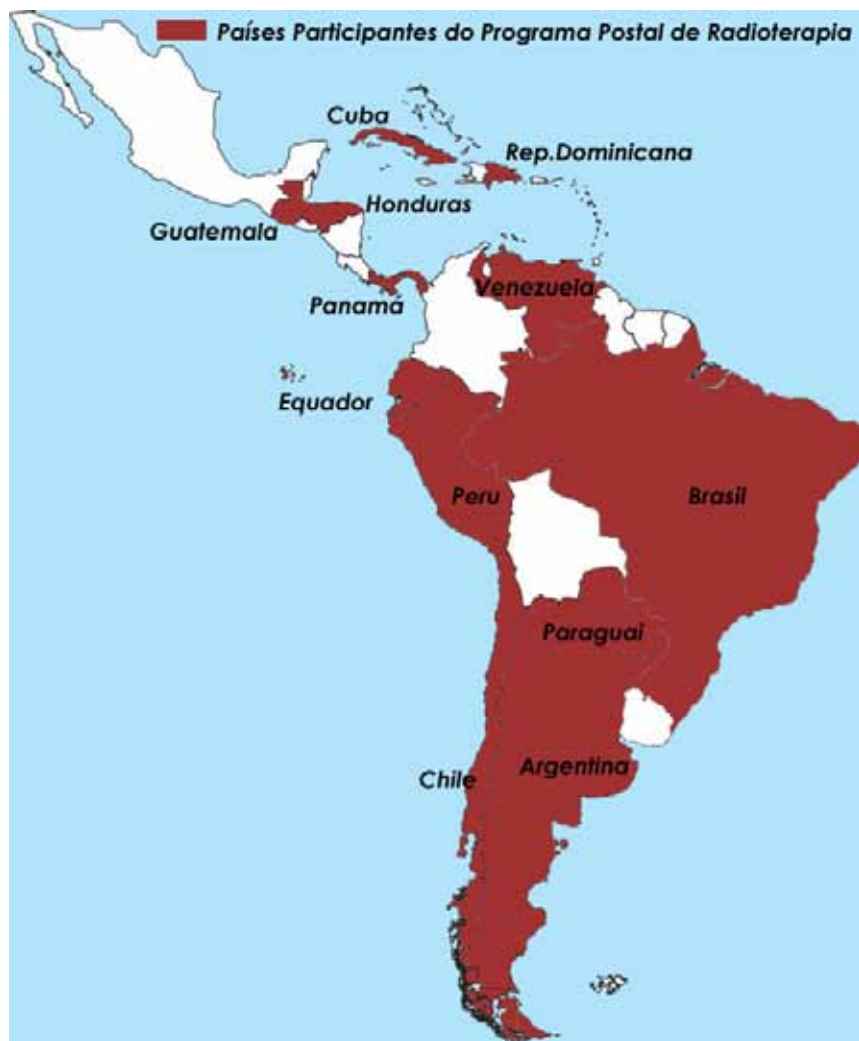 Países Participantes do Programa Postal de Radioterapia
Cuba
Rep.Dominicana
Honduras
Guatemala
Panamá
Venezuela
Equador
Peru
Brasil
Paraguai
Chile
Argentina